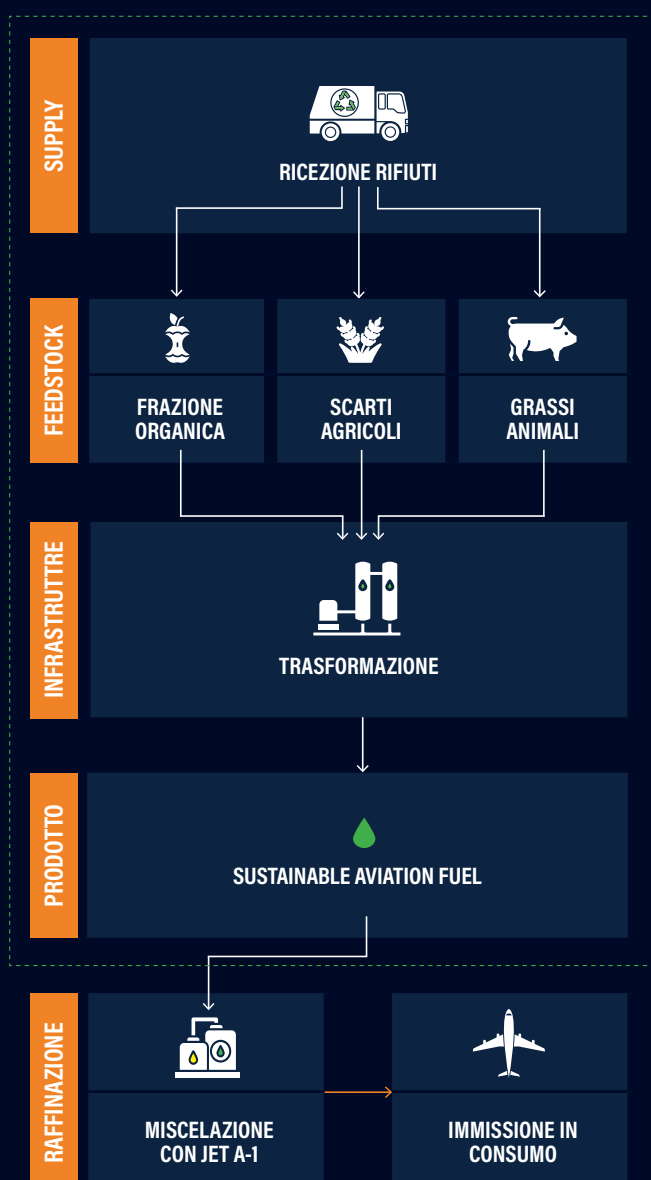 SUPPLY
RICEZIONE RIFIUTI
FEEDSTOCK
FRAZIONE
ORGANICA
SCARTI
AGRICOLI
GRASSI
ANIMALI
INFRASTRUTTRE
TRASFORMAZIONE
PRODOTTO
SUSTAINABLE AVIATION FUEL
RAFFINAZIONE
MISCELAZIONE
CON JET A-1
IMMISSIONE IN
CONSUMO